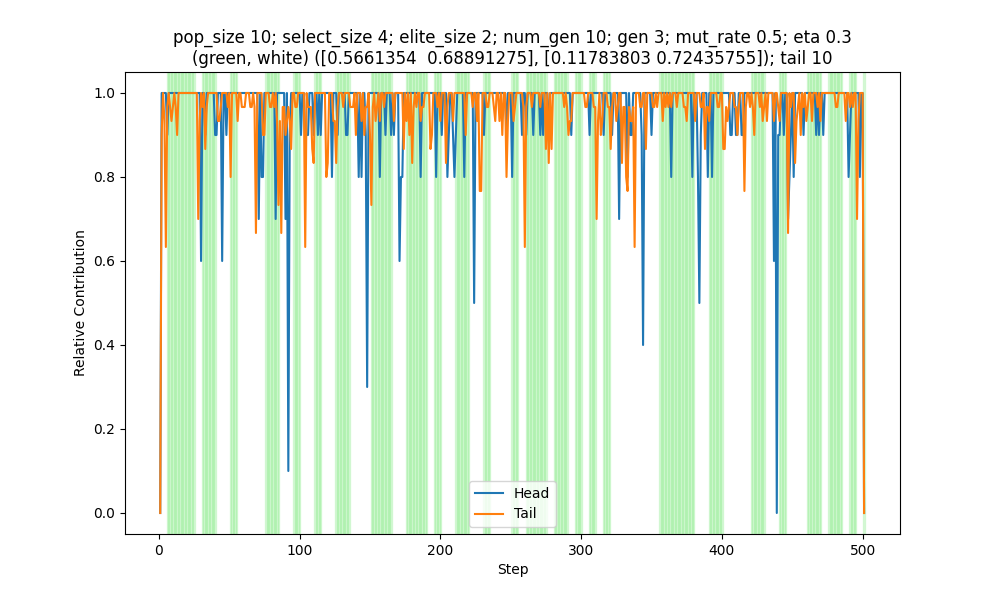 pop_size 10; select_size 4; elite_size 2; num_gen 10; gen 3; mut_rate 0.5; eta 0.3
(green, white) ([0.5661354  0.68891275], [0.11783803 0.72435755]); tail 10
Relative Contribution
1.0
0.8
0.6
0.4
0.2
0.0
Head
Tail
0 100 200 300 400 500
Step